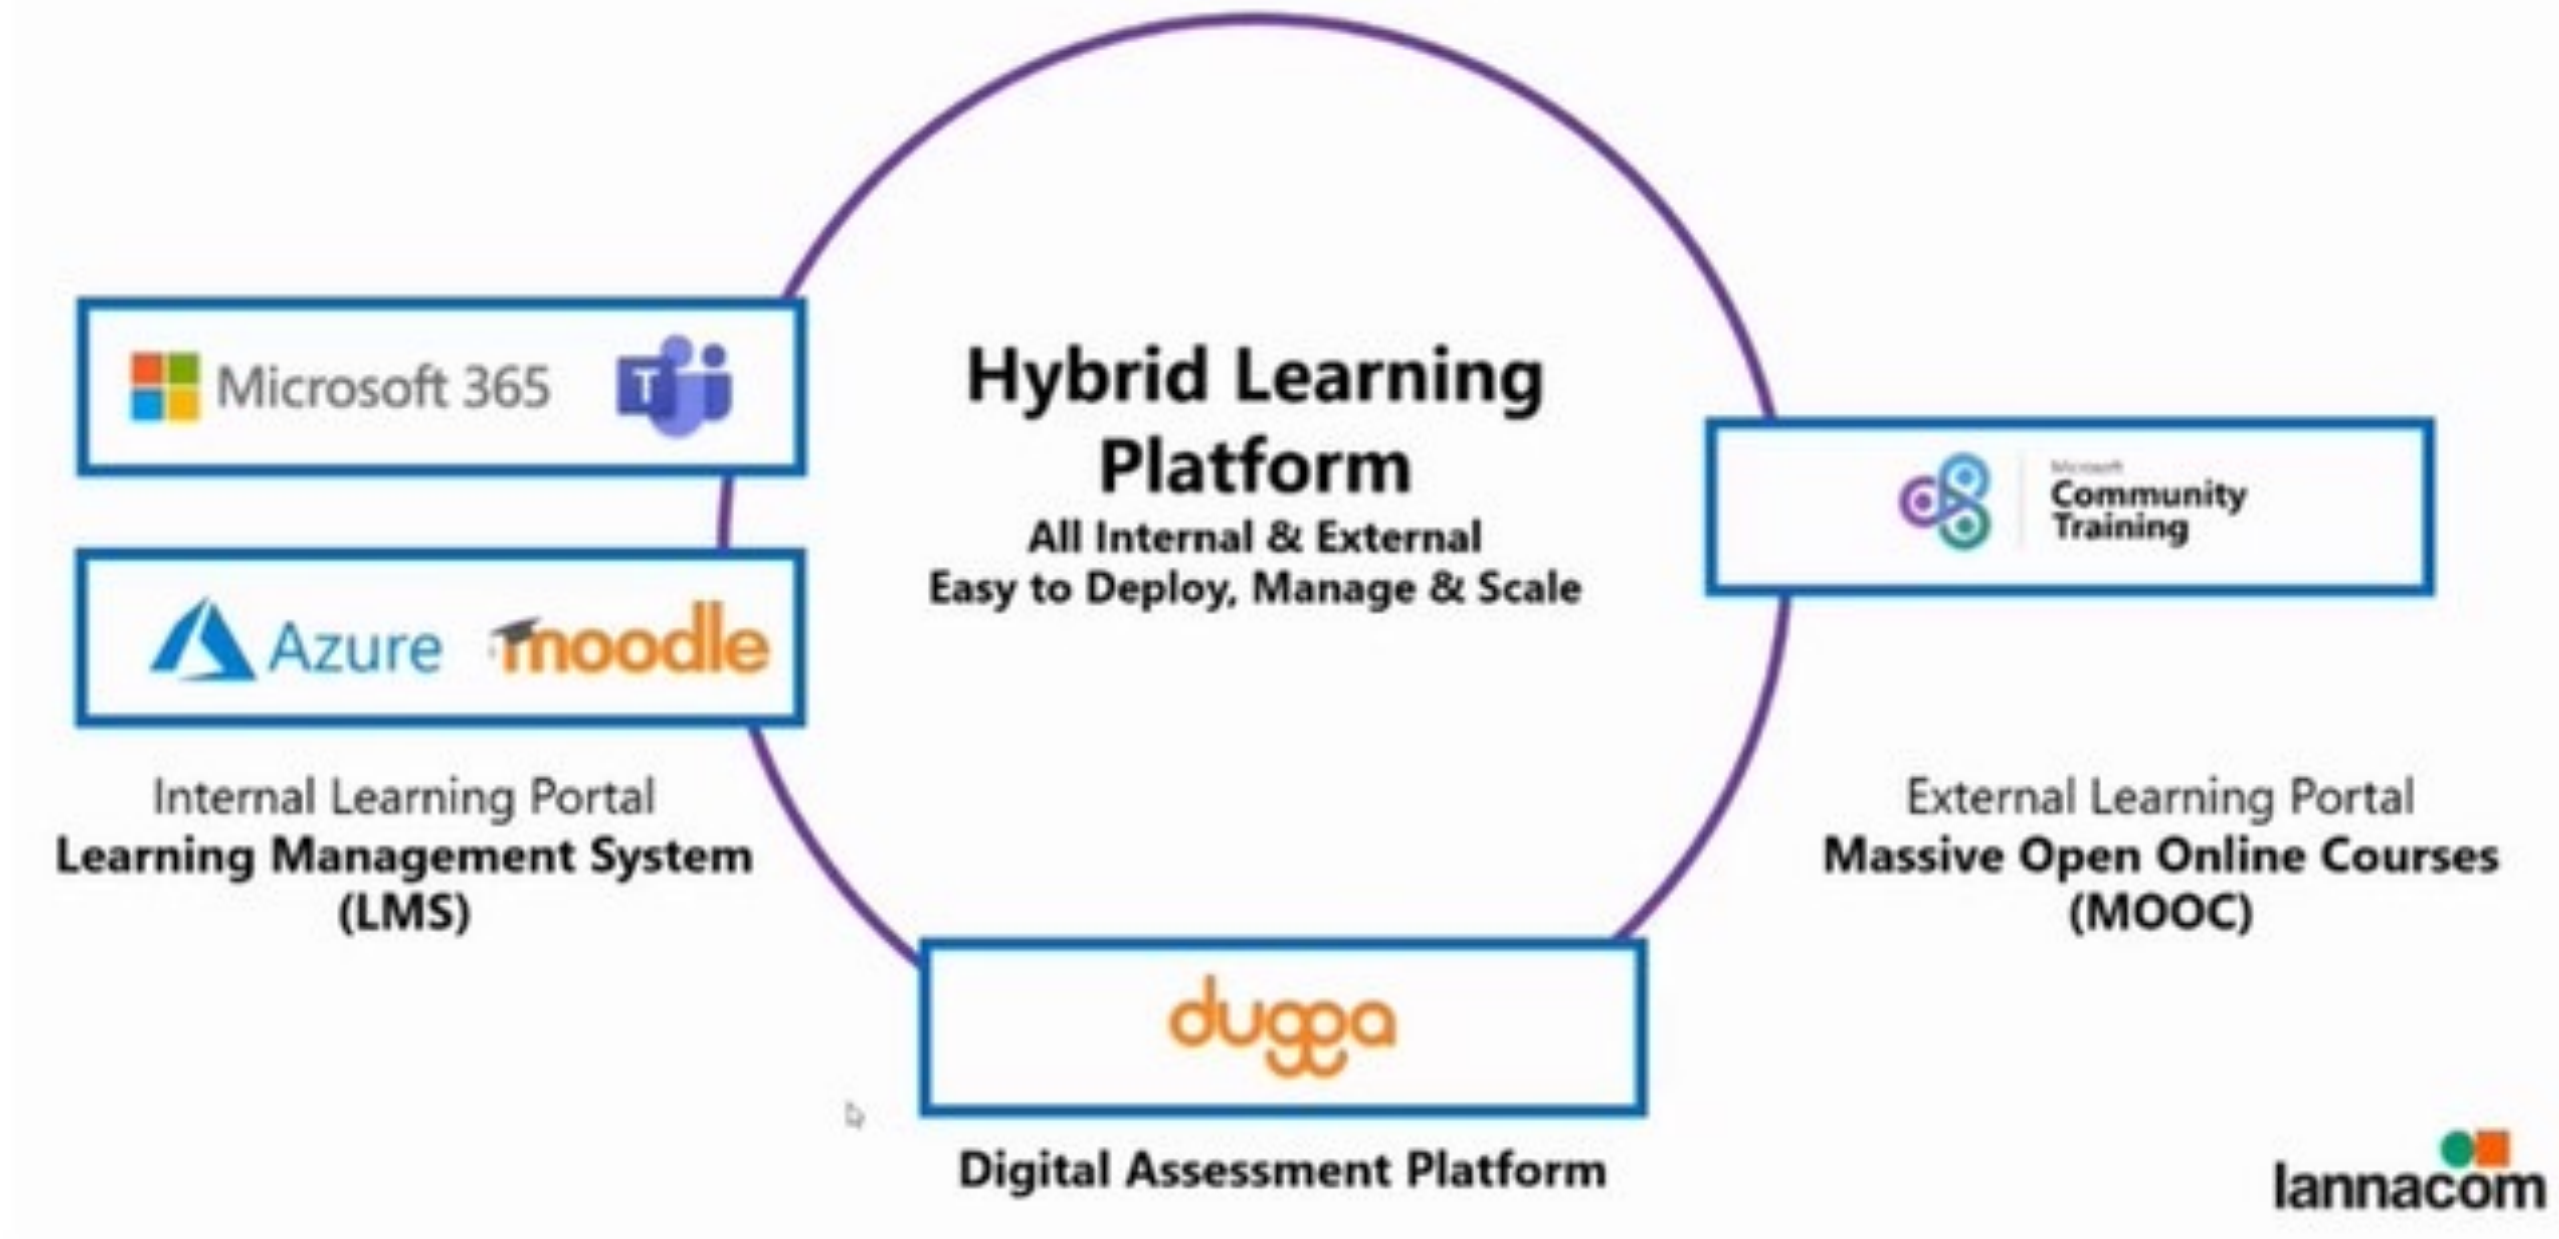 Hybrid Learning
Platform
All Internal & External
Easy to Deploy, Manage & Scale
Microsoft 365
T
Azure moodle
Internal Learning Portal
Learning Management System
(LMS)
Microsoft
Community
Training
External Learning Portal
Massive Open Online Courses
(MOOC)
dugga
Digital Assessment Platform
lannacom